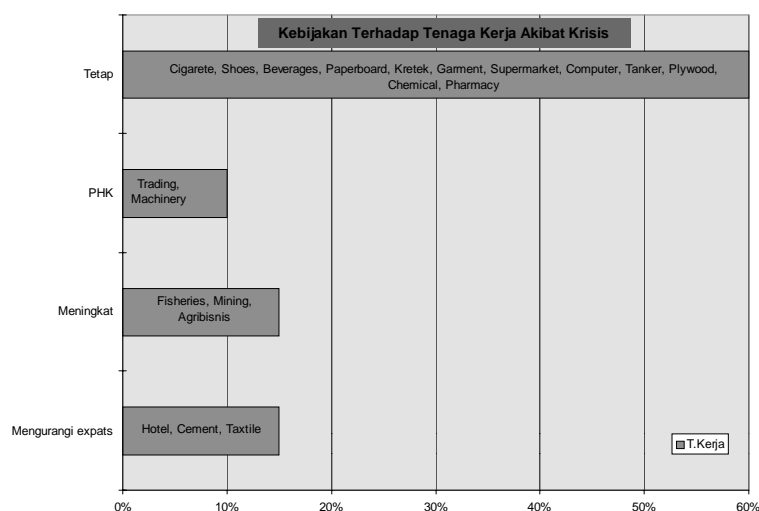 Kebijakan Terhadap Tenaga Kerja Akibat Krisis
Tetap
Cigarete, Shoes, Beverages, Paperboard, Kretek, Garment, Supermarket, Computer, Tanker, Plywood,
Chemical, Pharmacy
PHK
Trading,
Machinery
Meningkat
Fisheries, Mining,
Agribisnis
Mengurangi expats
Hotel, Cement, Taxtile
T.Kerja
0% 10% 20% 30% 40% 50% 60%